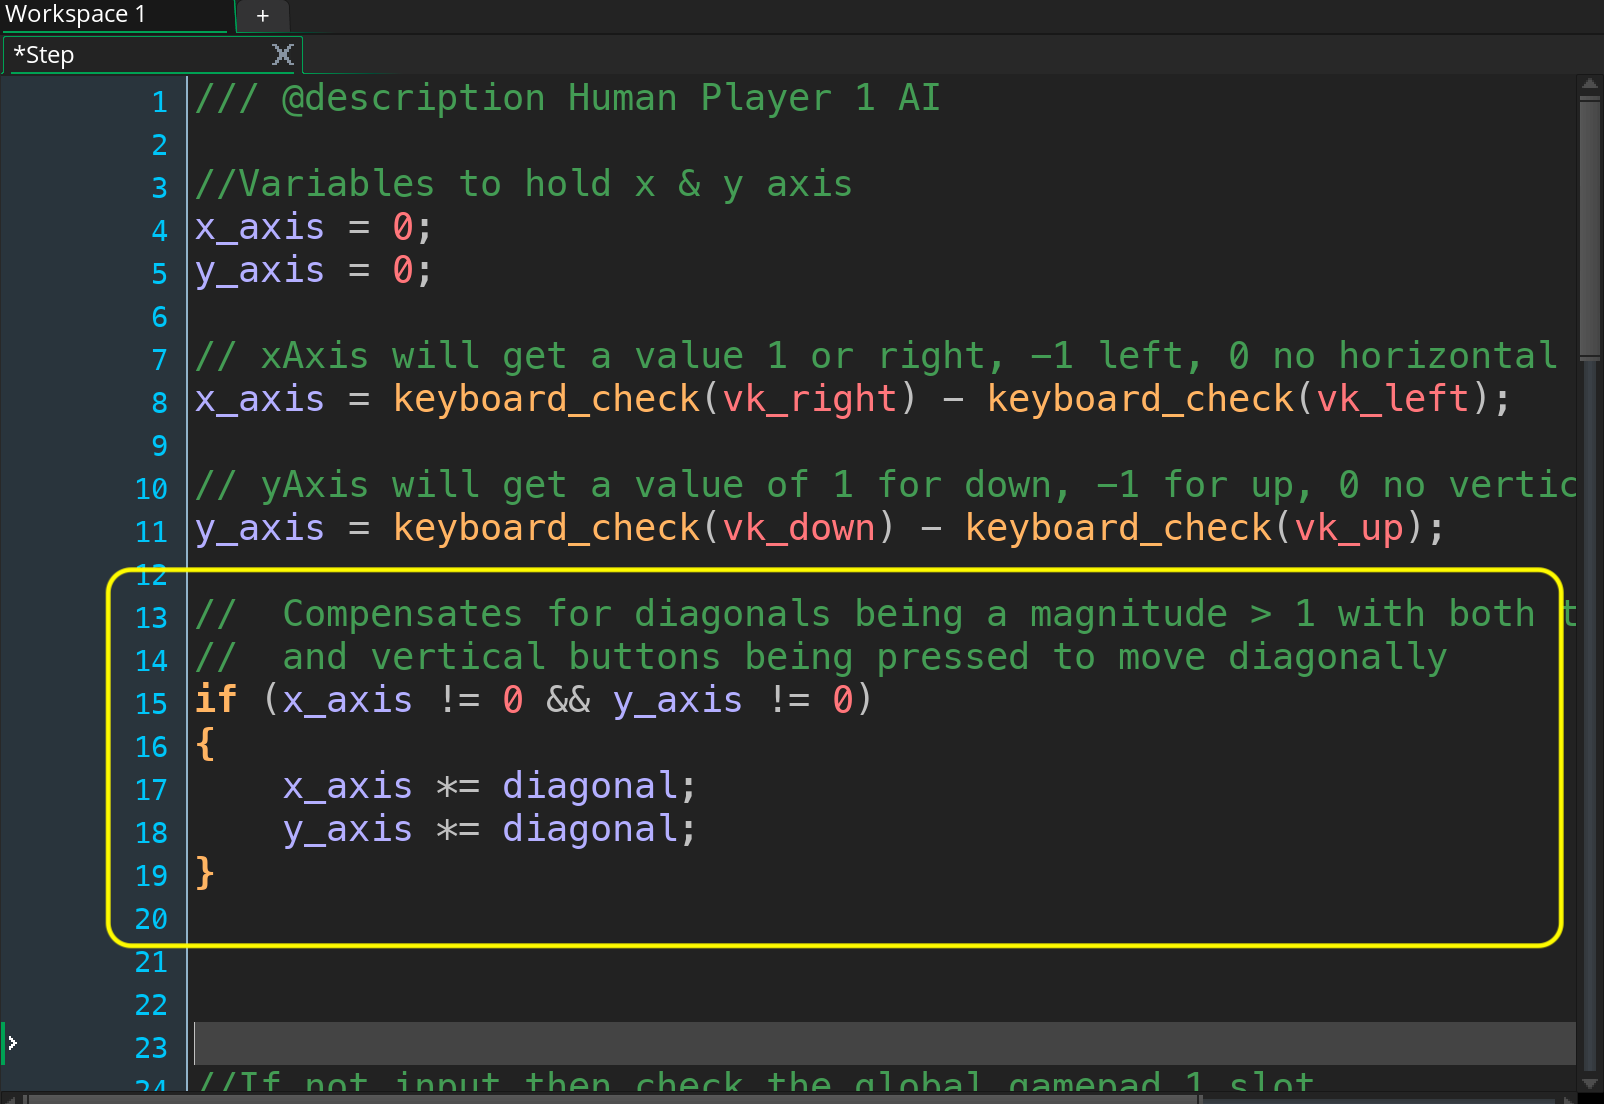 Workspace 1
+
*Step
1 /// @description Human Player 1 AI
2
3 //Variables to hold x & y axis
4 x_axis = 0;
5 y_axis = 0;
6
7 // xAxis will get a value 1 or right, -1 left, 0 no horizontal
8 x_axis = keyboard_check(vk_right) - keyboard_check(vk_left);
9
10 // yAxis will get a value of 1 for down, -1 for up, 0 no vertic
11 y_axis = keyboard_check(vk_down) - keyboard_check(vk_up);
12
13 //  Compensates for diagonals being a magnitude > 1 with both t
14 //  and vertical buttons being pressed to move diagonally
15 if (x_axis != 0 && y_axis != 0)
16 {
17     x_axis *= diagonal;
18     y_axis *= diagonal;
19 }
20
21
22
23
24 //If not input then check the global gamepad 1 slot